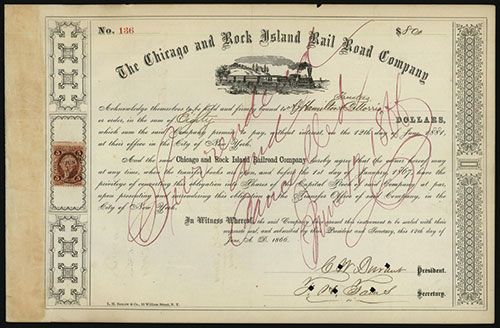 No. 136
$80
The Chicago and Rock Island Rail Road Company
Trustees
Acknowledge themselves to be held and firmly bound to Hamilton Morris
or order, in the sum of Eighty DOLLARS,
which sum the said Company promise to pay, without interest on the 12th day of June 1881,
at their office in the City of New York.
And the said Chicago and Rock Island Railroad Company hereby agree that the owner hereof may
at any time, when the transfer books are open, and before the 1st day of January, 1867, have the
privilege of converting this obligation into Shares of the Capital Stock of said Company, at par,
upon presenting and surrendering this obligation at the Transfer Office of said Company, in the
City of New York.
Surrendered
and
cancelled
In Witness Whereof, the said Company have caused this instrument to be sealed with their
corporate seal, and subscribed by their President and Secretary, this 12th day of
June A. D. 1866.
President.
Secretary.